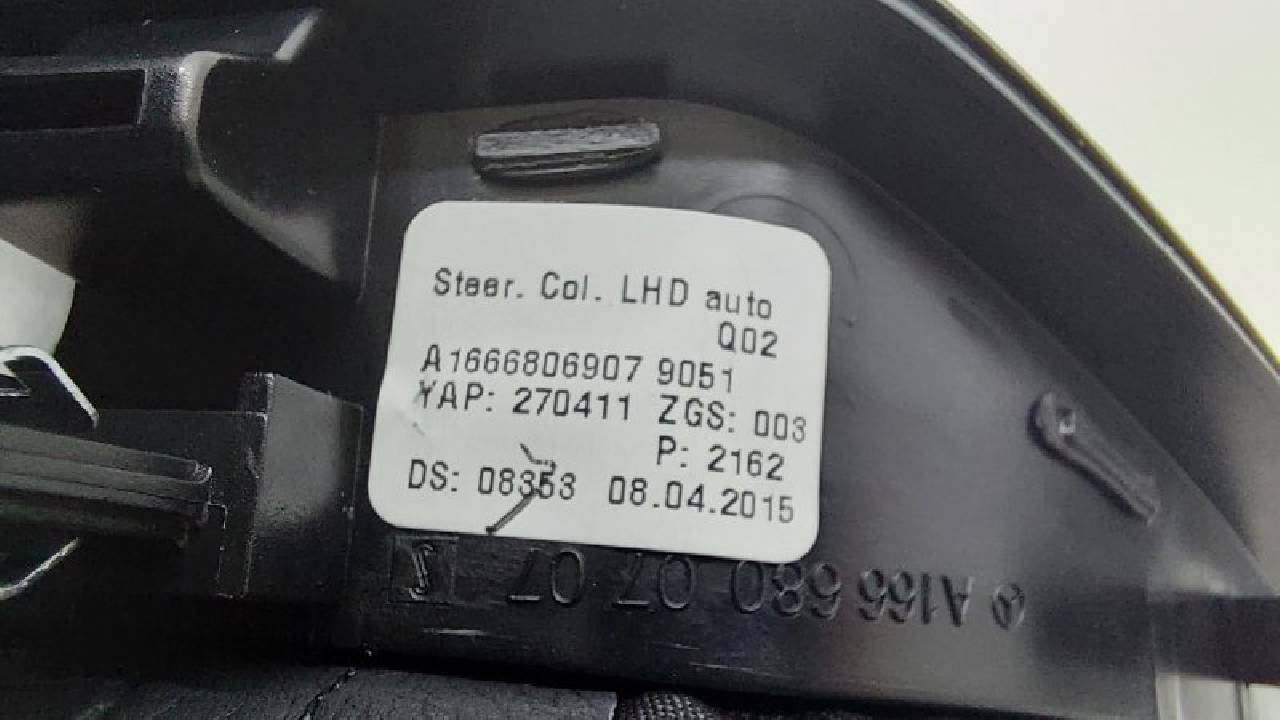 Steer. Col. LHD auto
Q02
A1666806907 9051
YAP: 270411 ZGS: 003
P: 2162
DS: 08353 08.04.2015
A166 680 07 07